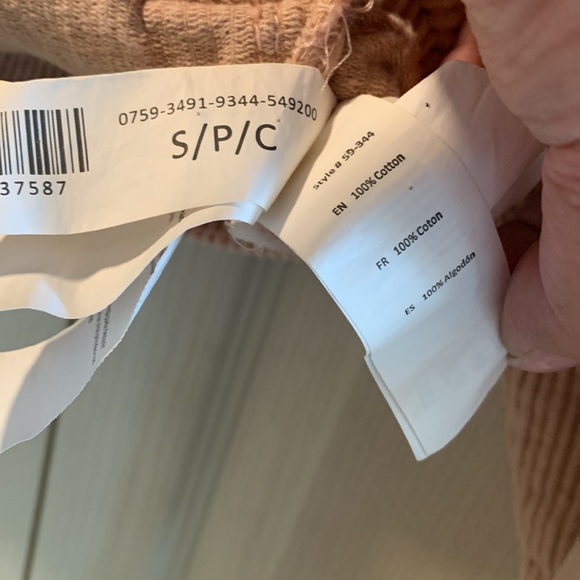 0759-3491-9344-549200
S/P/C
37587
Style # 59-344
EN 100% Cotton
FR 100% Coton
ES 100% Algodón